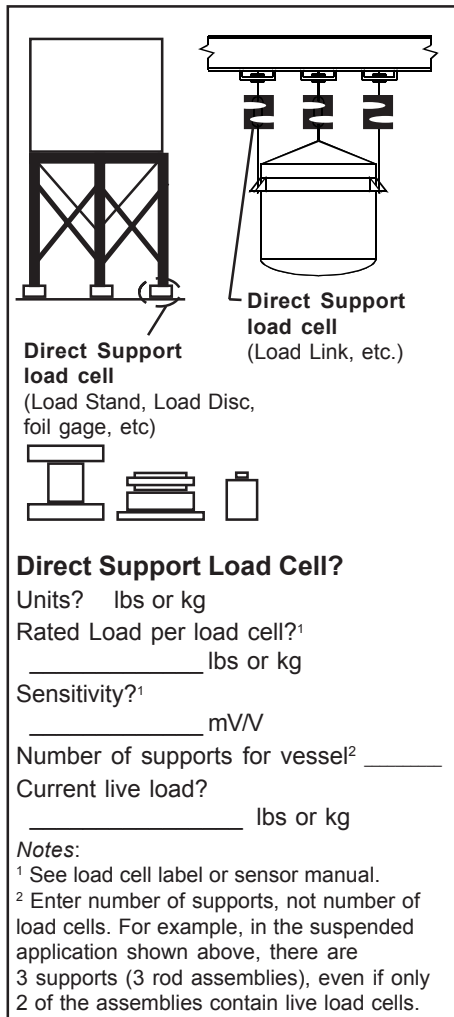 Direct Support
load cell
(Load Link, etc.)
Direct Support
load cell
(Load Stand, Load Disc,
foil gage, etc)
Direct Support Load Cell?
Units? lbs or kg
Rated Load per load cell?¹
____________ lbs or kg
Sensitivity?¹
____________ mV/V
Number of supports for vessel² ______
Current live load?
_______________ lbs or kg
Notes:
¹ See load cell label or sensor manual.
² Enter number of supports, not number of
load cells. For example, in the suspended
application shown above, there are
3 supports (3 rod assemblies), even if only
2 of the assemblies contain live load cells.